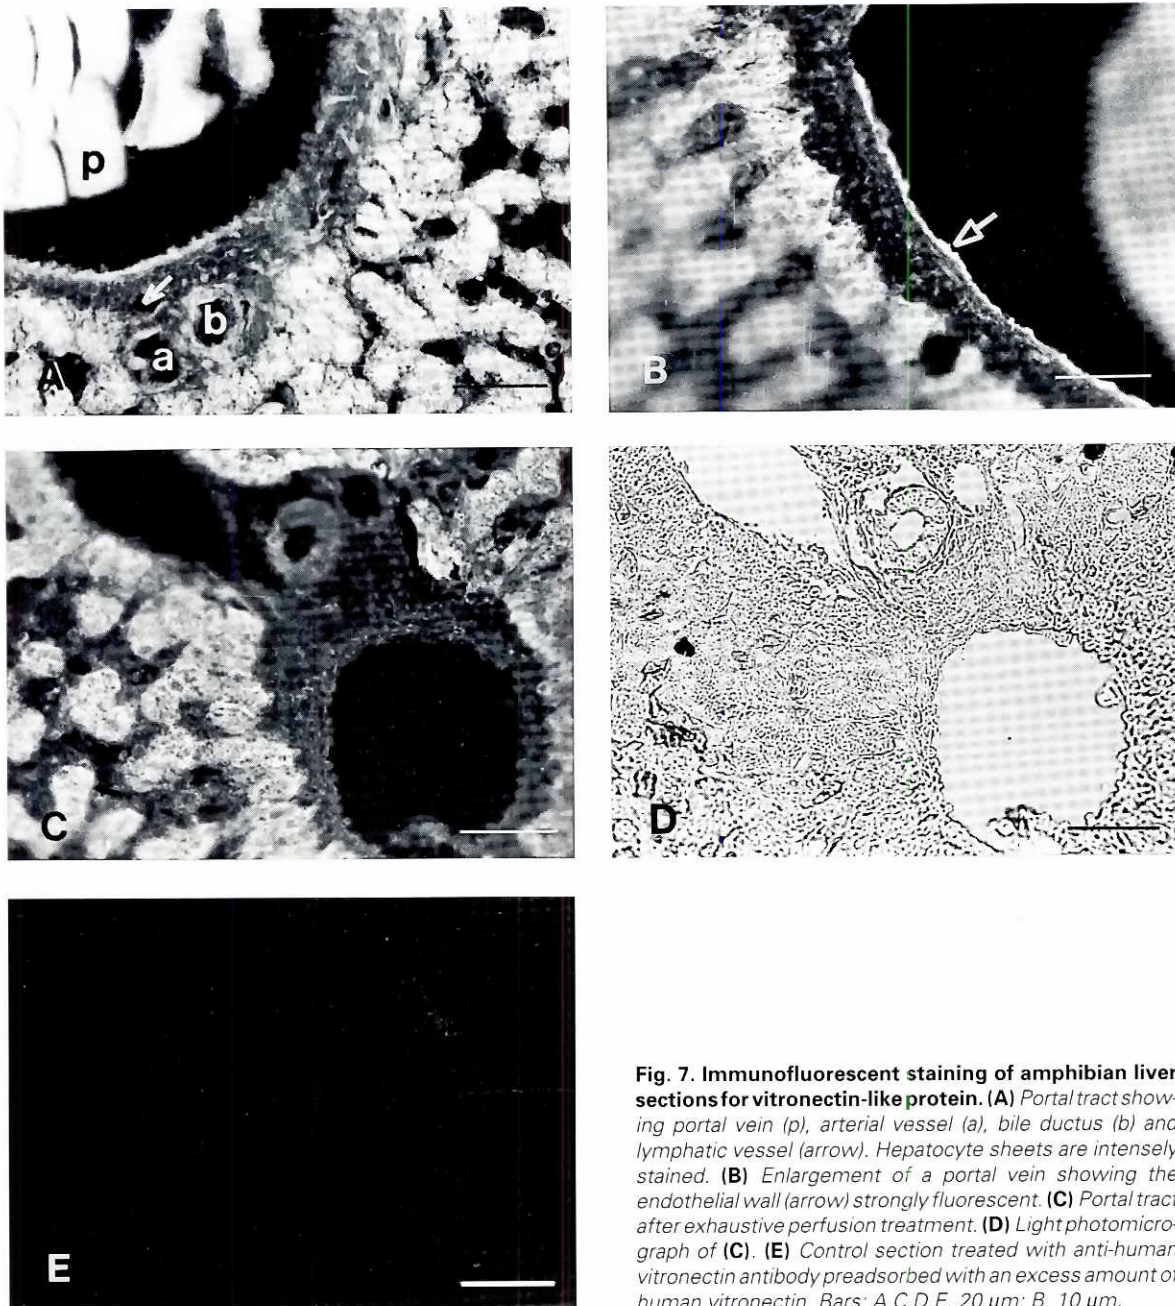 p
b
a
A
B
C
D
E
Fig. 7. Immunofluorescent staining of amphibian liver
sections for vitronectin-like protein. (A) Portal tract show-
ing portal vein (p), arterial vessel (a), bile ductus (b) and
lymphatic vessel (arrow). Hepatocyte sheets are intensely
stained. (B) Enlargement of a portal vein showing the
endothelial wall (arrow) strongly fluorescent. (C) Portal tract
after exhaustive perfusion treatment. (D) Light photomicro-
graph of (C). (E) Control section treated with anti-human
vitronectin antibody preadsorbed with an excess amount of
human vitronectin. Bars: A,C,D,E, 20 µm; B, 10 µm.